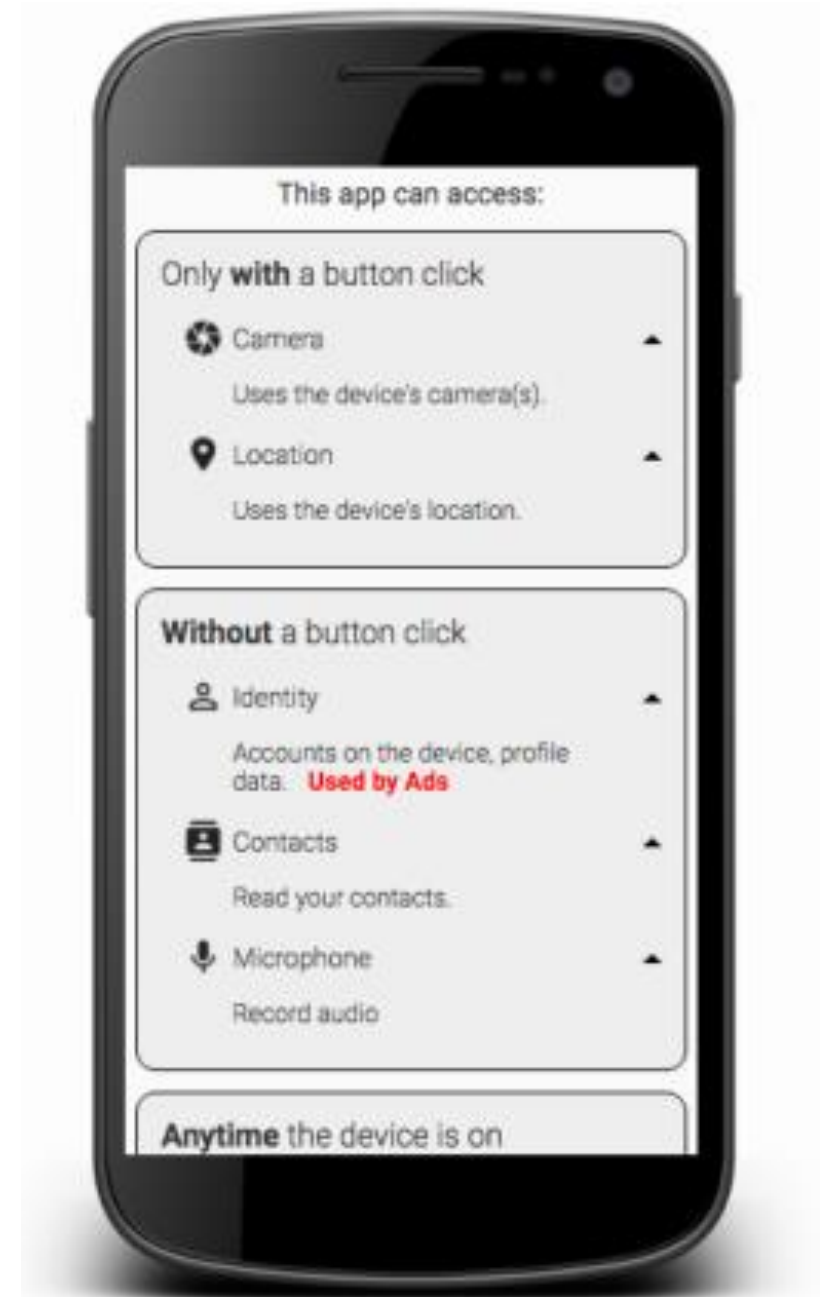 This app can access:
Only with a button click
Camera
Uses the device's camera(s).
Location
Uses the device's location.
Without a button click
Identity
Accounts on the device, profile
data. Used by Ads
Contacts
Read your contacts.
Microphone
Record audio
Anytime the device is on